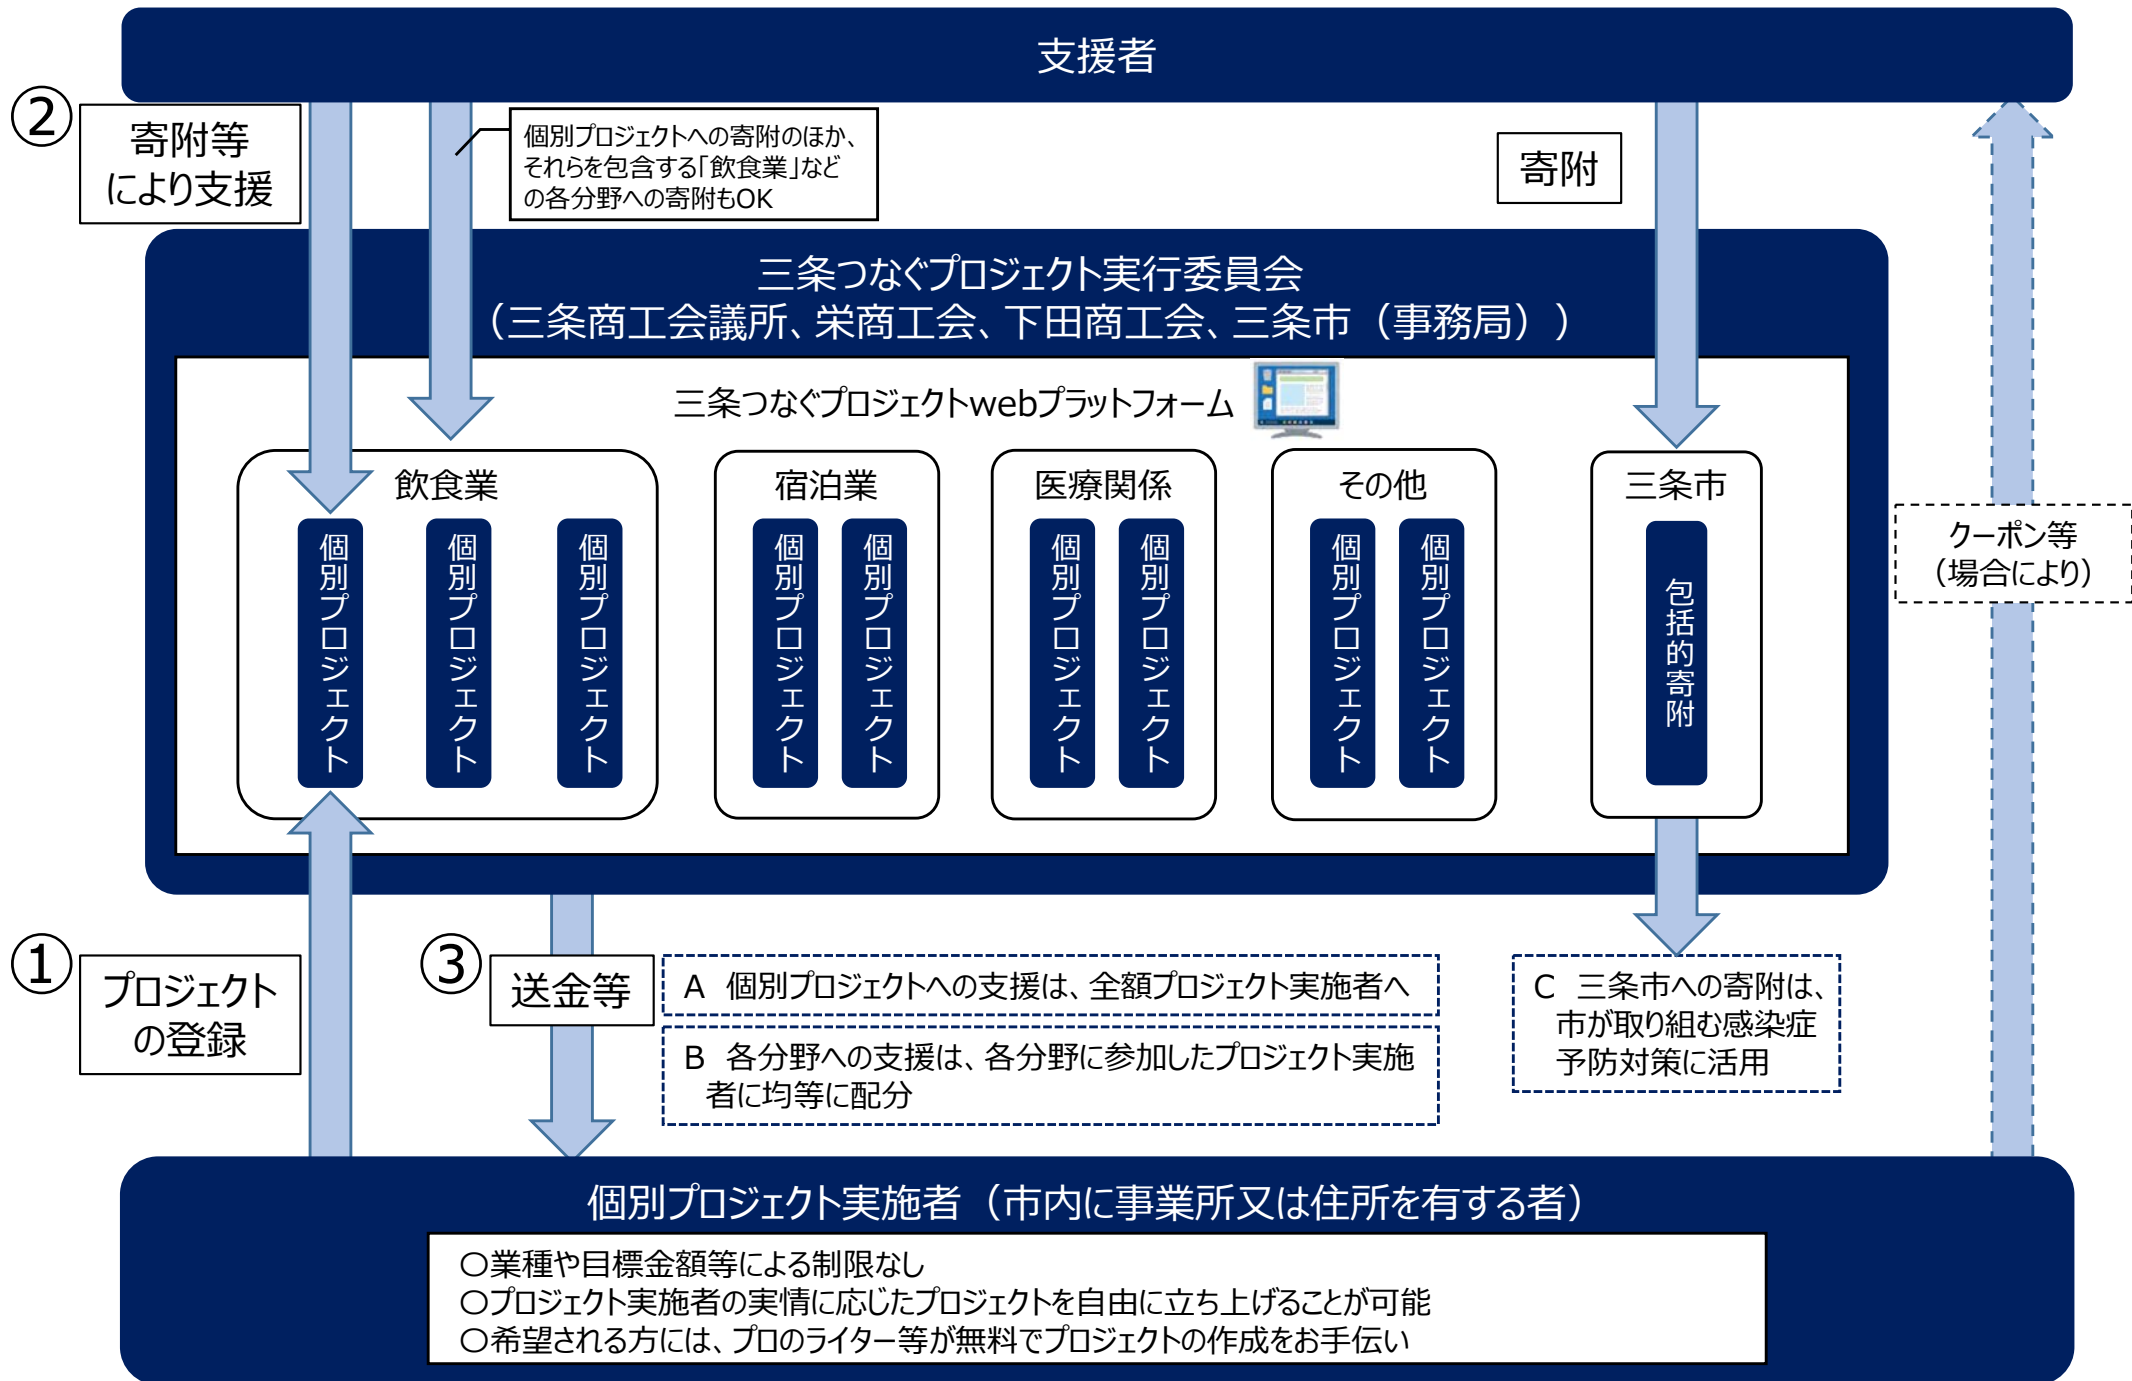 支援者
②
寄附等
により支援
個別プロジェクトへの寄附のほか、
それらを包含する「飲食業」など
の各分野への寄附もOK
寄附
三条つなぐプロジェクト実行委員会
（三条商工会議所、栄商工会、下田商工会、三条市（事務局））
三条つなぐプロジェクトwebプラットフォーム
飲食業
個別プロジェクト
個別プロジェクト
個別プロジェクト
宿泊業
個別プロジェクト
個別プロジェクト
医療関係
個別プロジェクト
個別プロジェクト
その他
個別プロジェクト
個別プロジェクト
三条市
包括的寄附
クーポン等
（場合により）
①
プロジェクト
の登録
③
送金等
A 個別プロジェクトへの支援は、全額プロジェクト実施者へ
B 各分野への支援は、各分野に参加したプロジェクト実施
者に均等に配分
C 三条市への寄附は、
市が取り組む感染症
予防対策に活用
個別プロジェクト実施者（市内に事業所又は住所を有する者）
○業種や目標金額等による制限なし
○プロジェクト実施者の実情に応じたプロジェクトを自由に立ち上げることが可能
○希望される方には、プロのライター等が無料でプロジェクトの作成をお手伝い